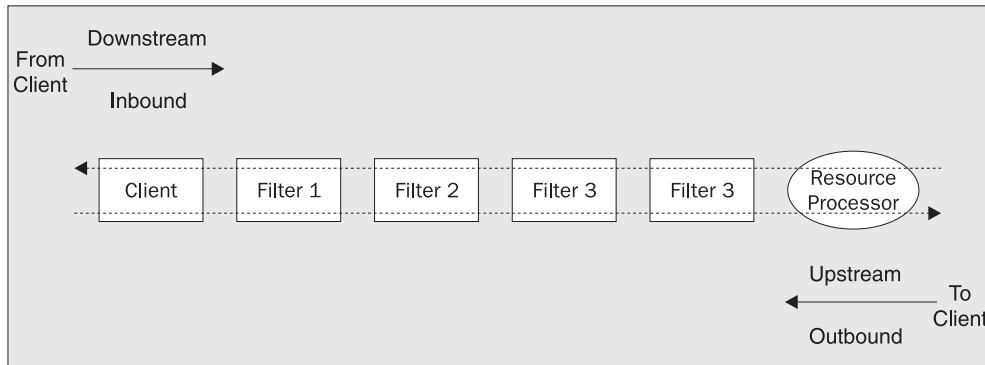 Downstream
From
Client
Inbound
Client
Filter 1
Filter 2
Filter 3
Filter 3
Resource
Processor
Upstream
To
Client
Outbound